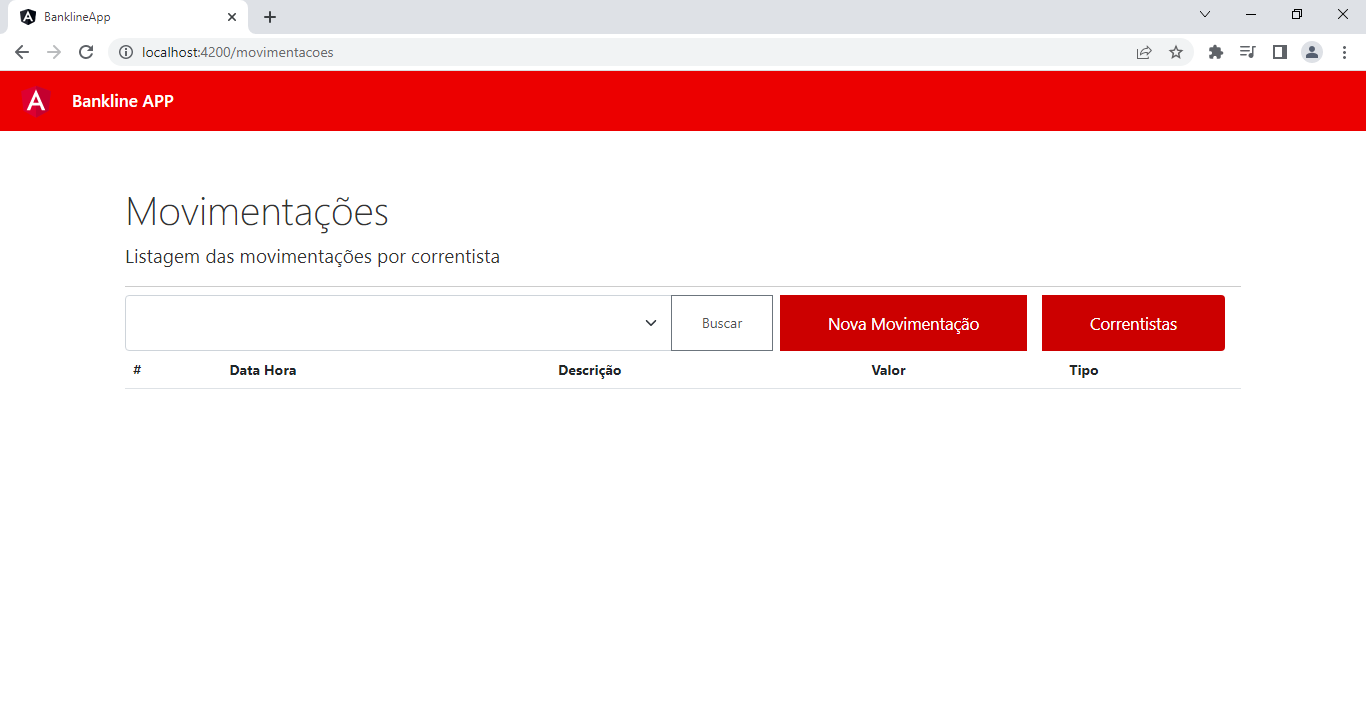 BanklineApp
localhost:4200/movimentacoes
Bankline APP
Movimentações
Listagem das movimentações por correntista
Buscar Nova Movimentação Correntistas
# Data Hora Descrição Valor Tipo